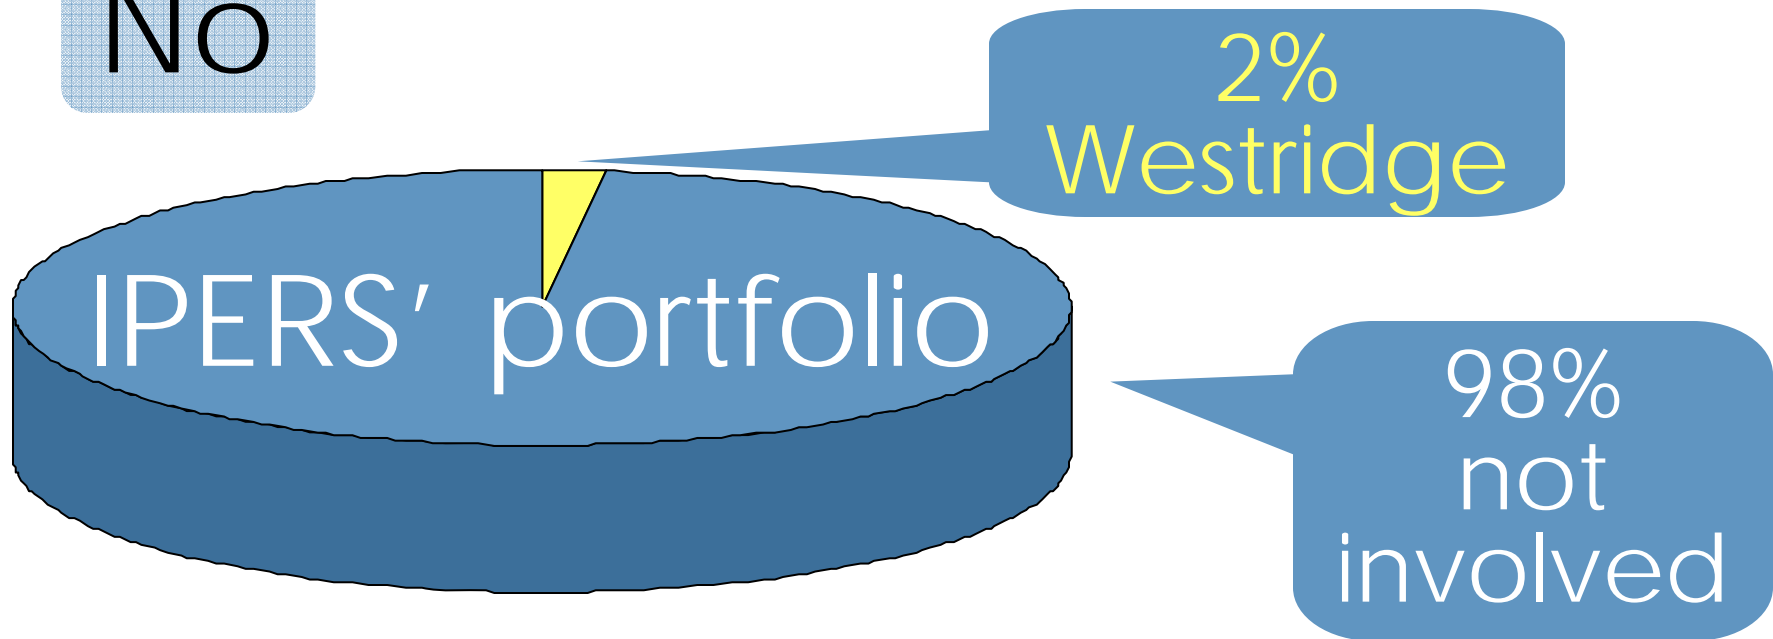 No
2%
Westridge
IPERS’ portfolio
98%
not
involved